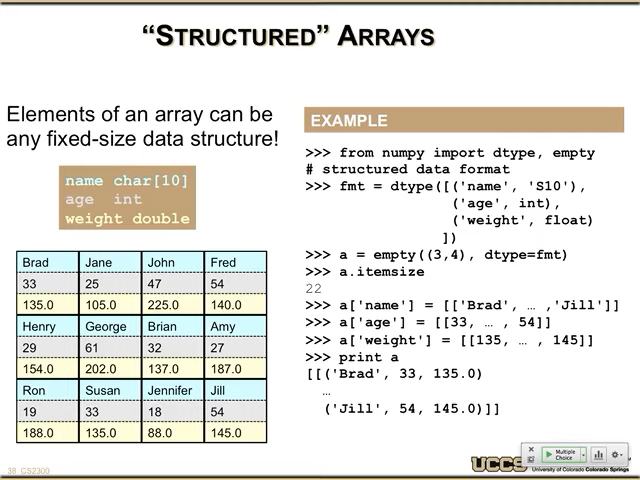 “STRUCTURED” ARRAYS
Elements of an array can be
any fixed-size data structure!
name char[10]
age int
weight double
Brad Jane John Fred
33 25 47 54
135.0 105.0 225.0 140.0
Henry George Brian Amy
29 61 32 27
154.0 202.0 137.0 187.0
Ron Susan Jennifer Jill
19 33 18 54
188.0 135.0 88.0 145.0
EXAMPLE
>>> from numpy import dtype, empty
# structured data format
>>> fmt = dtype([('name', 'S10'),
('age', int),
('weight', float)
])
>>> a = empty((3,4), dtype=fmt)
>>> a.itemsize
22
>>> a['name'] = [['Brad', … ,'Jill']]
>>> a['age'] = [[33, … , 54]]
>>> a['weight'] = [[135, … , 145]]
>>> print a
[[('Brad', 33, 135.0)
…
('Jill', 54, 145.0)]]
Multiple
Choice
UCCS
University of Colorado Colorado Springs
38 CS2300